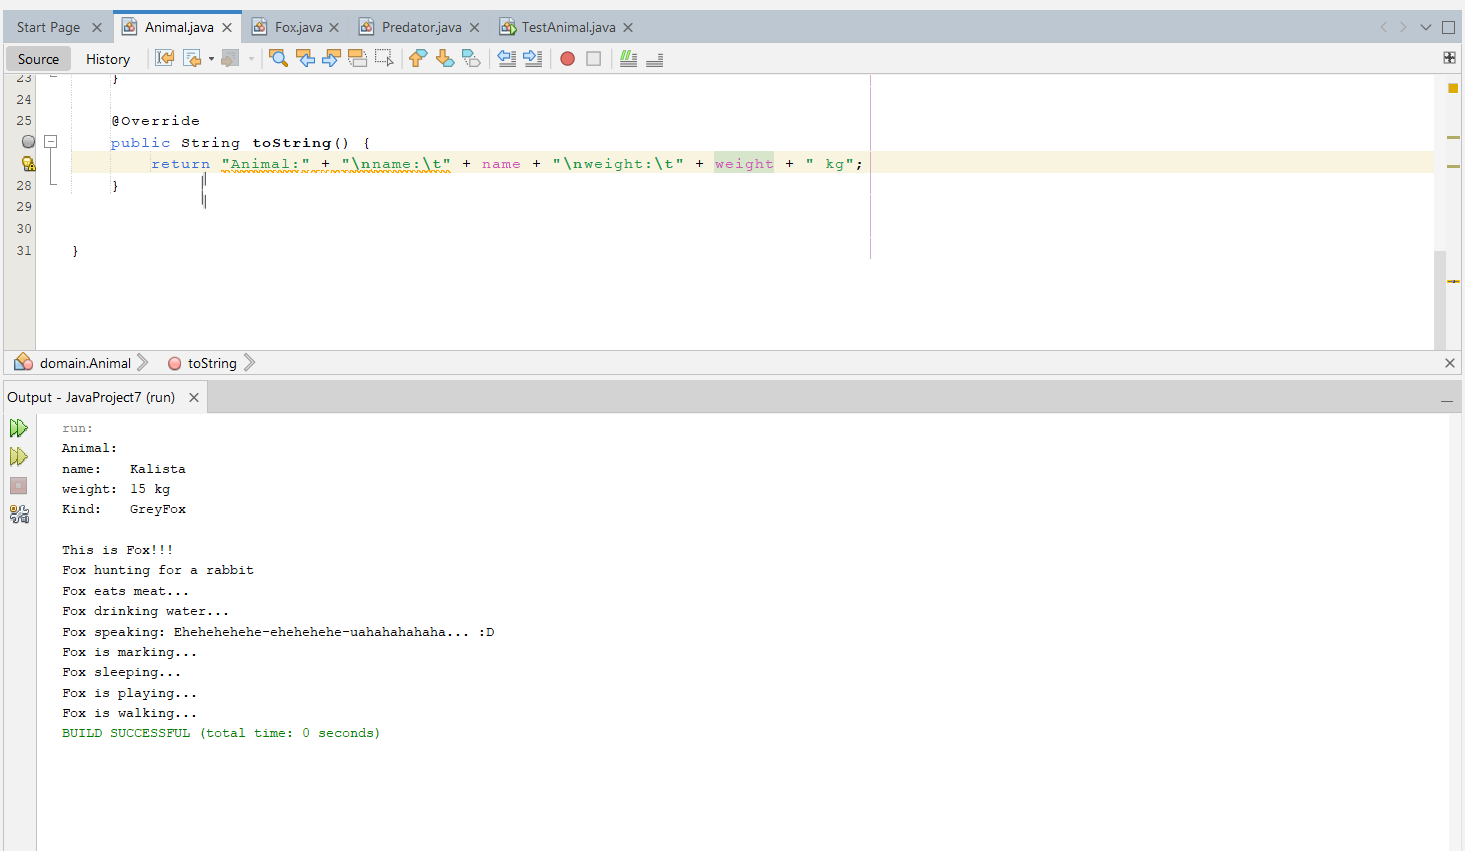 Start Page Animal.java Fox.java Predator.java TestAnimal.java
Source History
23 }
24
25 @Override
public String toString() {
return "Animal:" + "\nname:\t" + name + "\nweight:\t" + weight + " kg";
28 }
29
30
31 }
domain.Animal toString
Output - JavaProject7 (run)
run:
Animal:
name: Kalista
weight: 15 kg
Kind: GreyFox
This is Fox!!!
Fox hunting for a rabbit
Fox eats meat...
Fox drinking water...
Fox speaking: Ehehehehehe-ehehehehe-uahahahahaha... :D
Fox is marking...
Fox sleeping...
Fox is playing...
Fox is walking...
BUILD SUCCESSFUL (total time: 0 seconds)